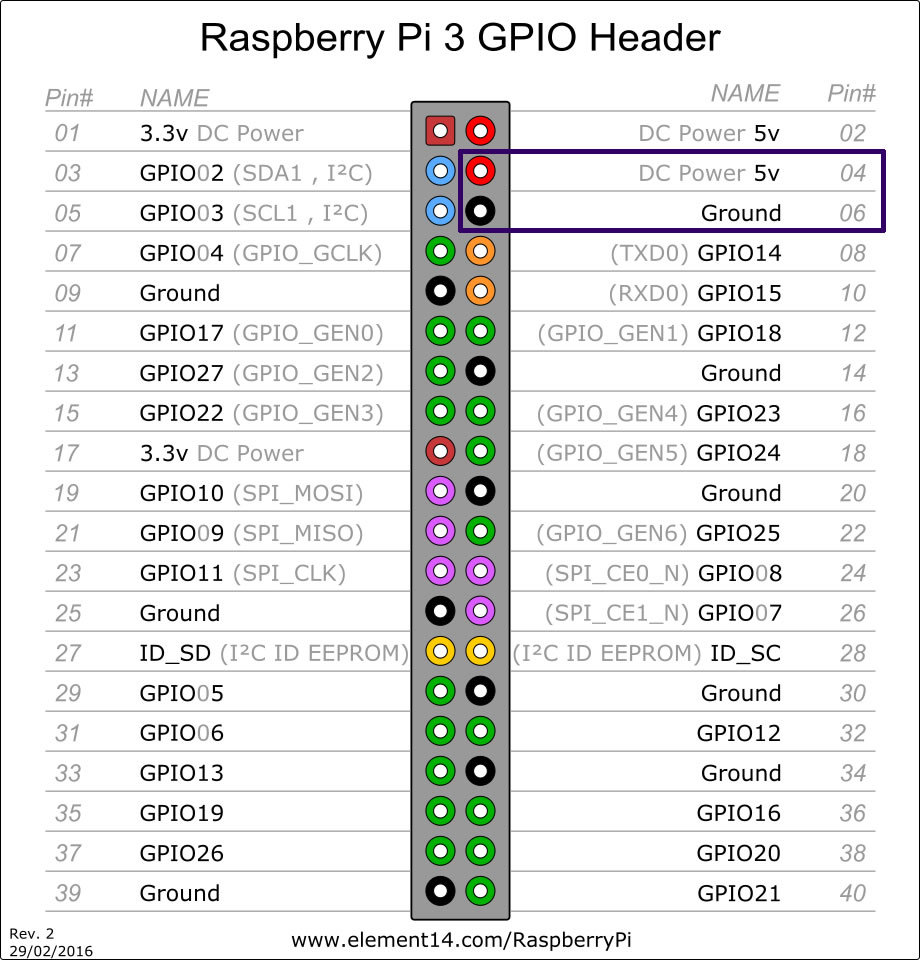 Raspberry Pi 3 GPIO Header
Pin# NAME NAME Pin#
01 3.3v DC Power DC Power 5v 02
03 GPIO02 (SDA1 , I²C) DC Power 5v 04
05 GPIO03 (SCL1 , I²C) Ground 06
07 GPIO04 (GPIO_GCLK) (TXD0) GPIO14 08
09 Ground (RXD0) GPIO15 10
11 GPIO17 (GPIO_GEN0) (GPIO_GEN1) GPIO18 12
13 GPIO27 (GPIO_GEN2) Ground 14
15 GPIO22 (GPIO_GEN3) (GPIO_GEN4) GPIO23 16
17 3.3v DC Power (GPIO_GEN5) GPIO24 18
19 GPIO10 (SPI_MOSI) Ground 20
21 GPIO09 (SPI_MISO) (GPIO_GEN6) GPIO25 22
23 GPIO11 (SPI_CLK) (SPI_CE0_N) GPIO08 24
25 Ground (SPI_CE1_N) GPIO07 26
27 ID_SD (I²C ID EEPROM) (I²C ID EEPROM) ID_SC 28
29 GPIO05 Ground 30
31 GPIO06 GPIO12 32
33 GPIO13 Ground 34
35 GPIO19 GPIO16 36
37 GPIO26 GPIO20 38
39 Ground GPIO21 40
Rev. 2
29/02/2016
www.element14.com/RaspberryPi